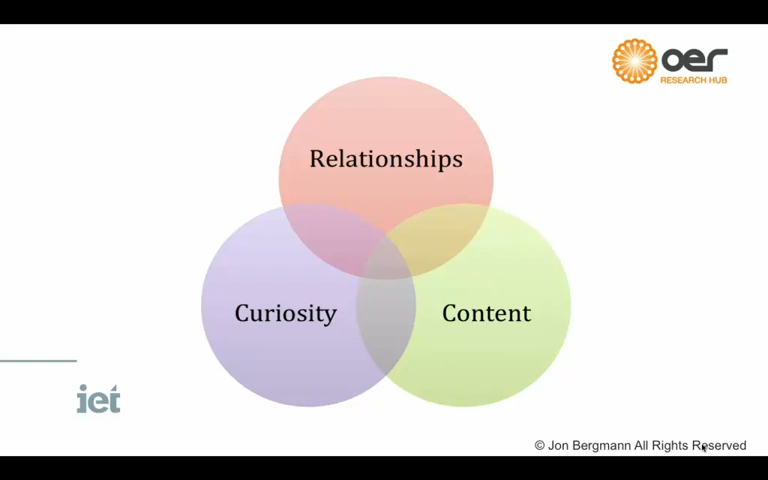 oer
RESEARCH HUB
Relationships
Curiosity
Content
iet
© Jon Bergmann All Rights Reserved